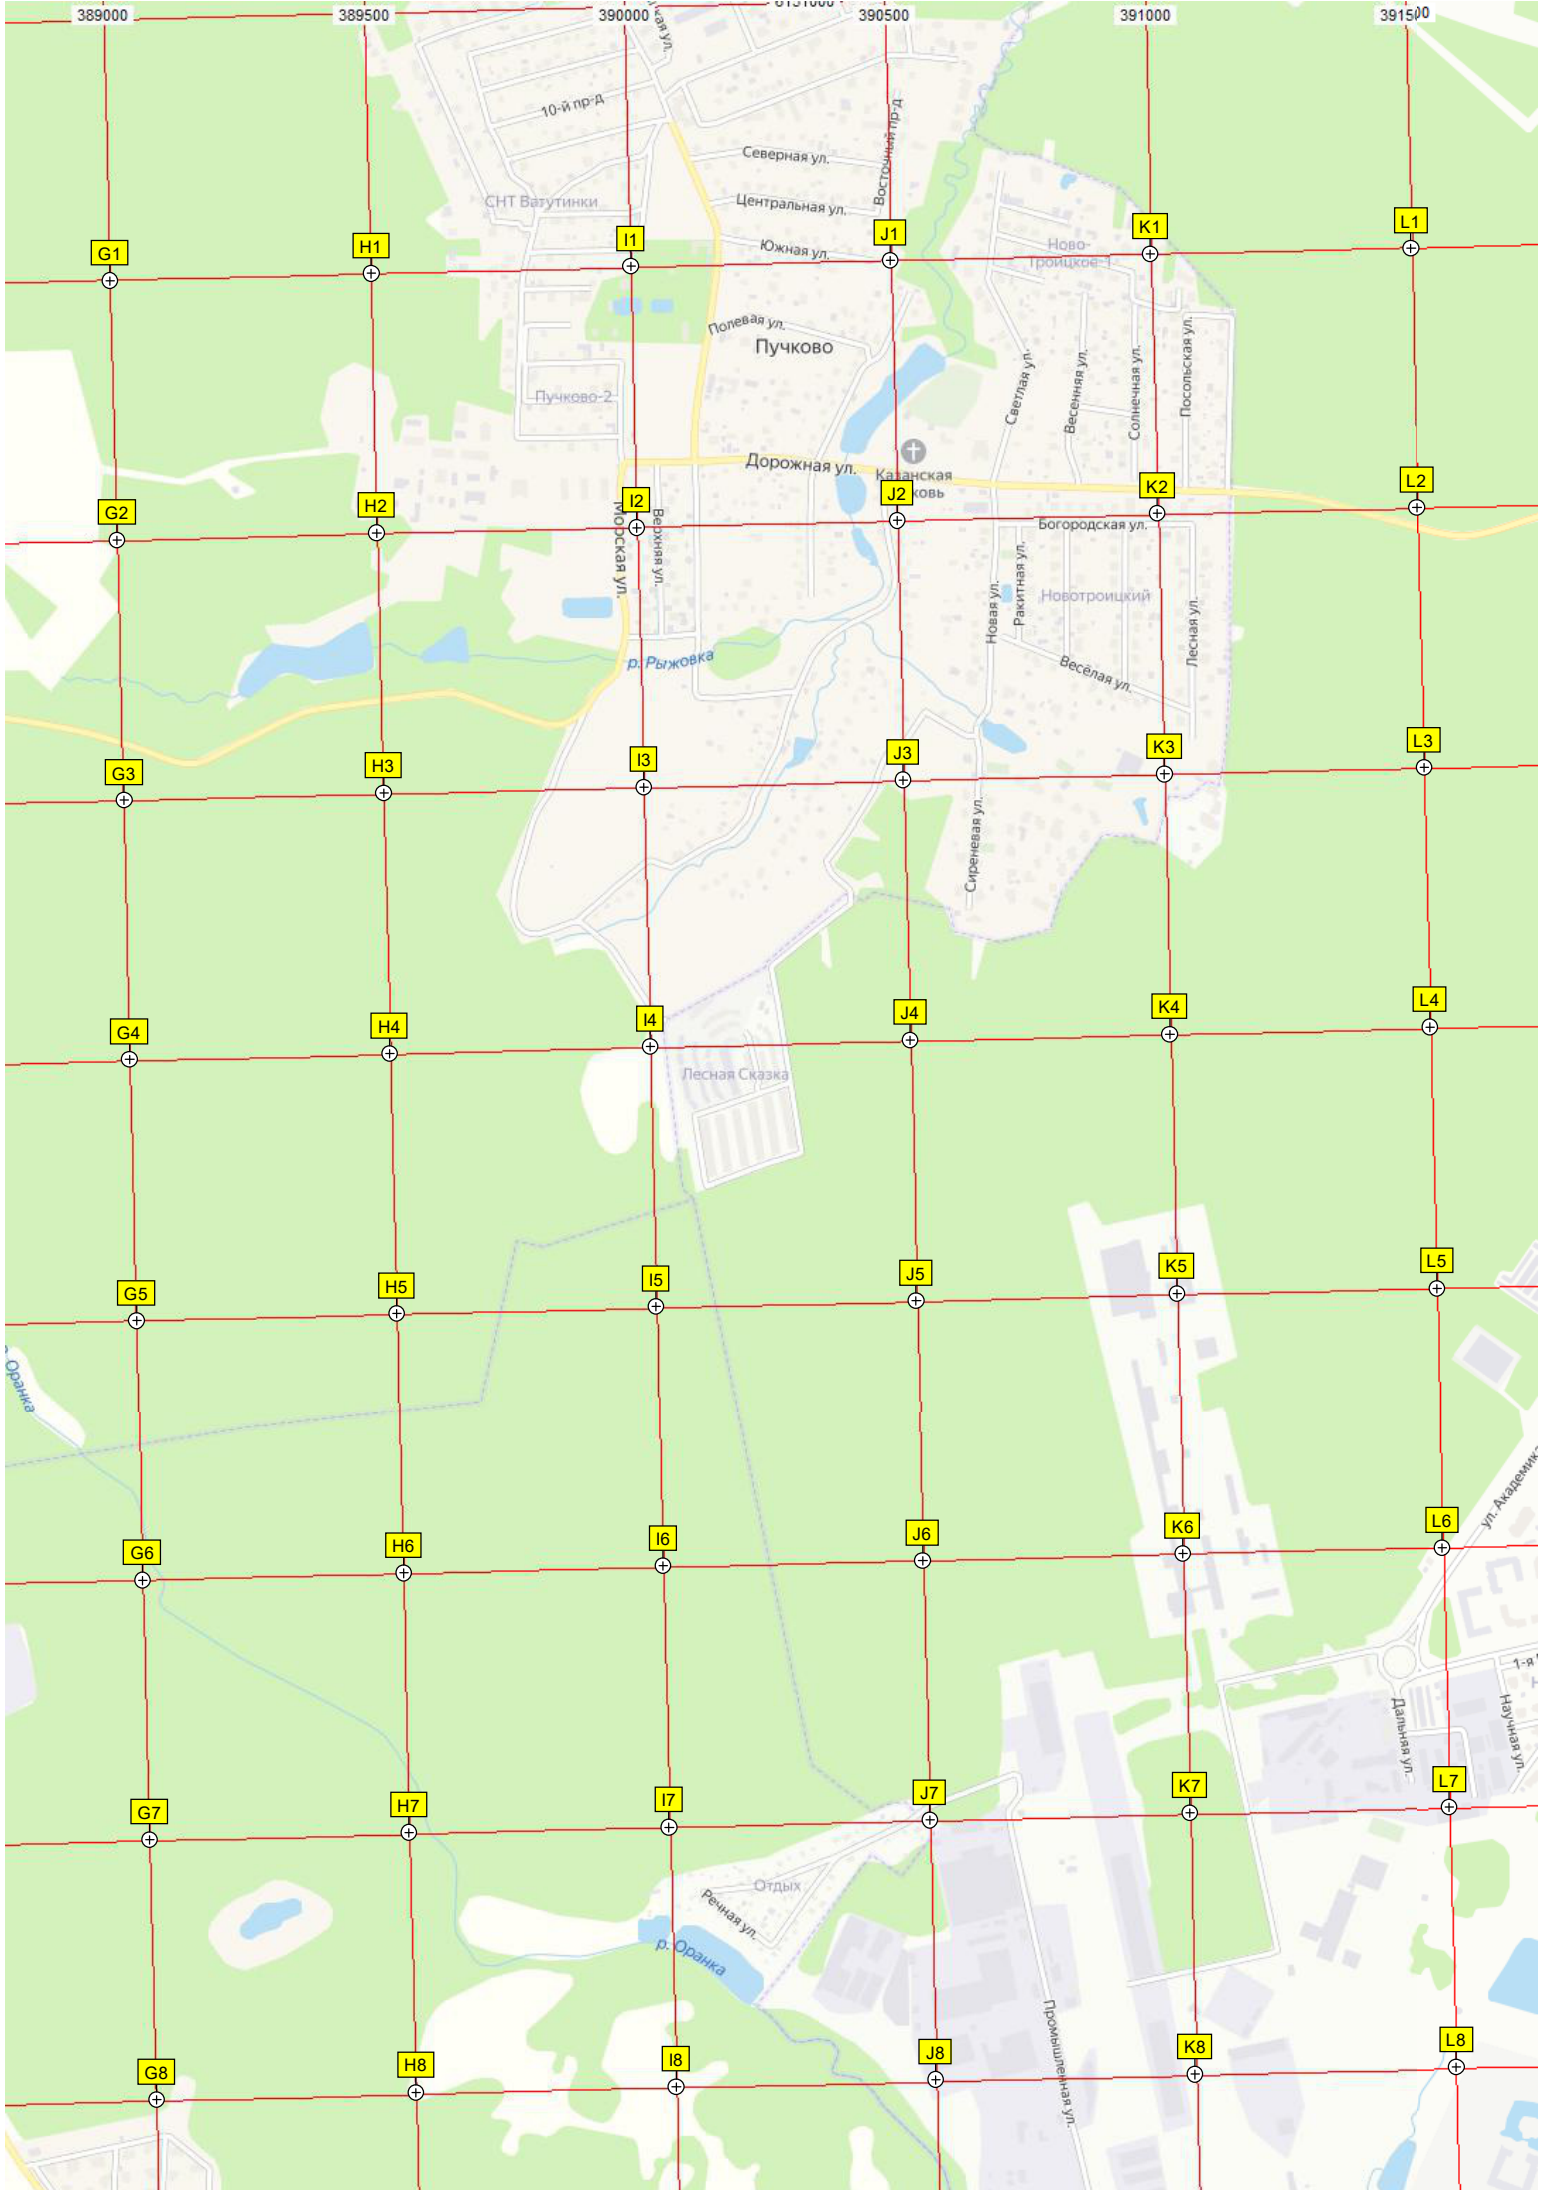 389000 389500 390000 390500 391000
10-й пр-д
Северная ул.
Восточный пр-д
Центральная ул.
СНТ Ватутинки
Южная ул.
Ново-
Троицкое-1
G1 H1 I1 J1 K1 L1
Полевая ул.
Пучково
Пучково-2
Светлая ул.
Весенняя ул.
Солнечная ул.
Посольская ул.
Дорожная ул.
Казанская
G2 H2 I2 J2 K2 L2
Верхняя ул.
Богородская ул.
Новая ул.
Ракитная ул.
Новотроицкий
Лесная ул.
р. Рыжовка
Весёлая ул.
G3 H3 I3 J3 K3 L3
Сиреневая ул.
G4 H4 I4 J4 K4 L4
Лесная Сказка
G5 H5 I5 J5 K5 L5
р. Оранка
ул. Академика
G6 H6 I6 J6 K6 L6
Дальняя ул.
Научная ул.
G7 H7 I7 J7 K7 L7
Отдых
Речная ул.
р. Оранка
Промышленная ул.
G8 H8 I8 J8 K8 L8